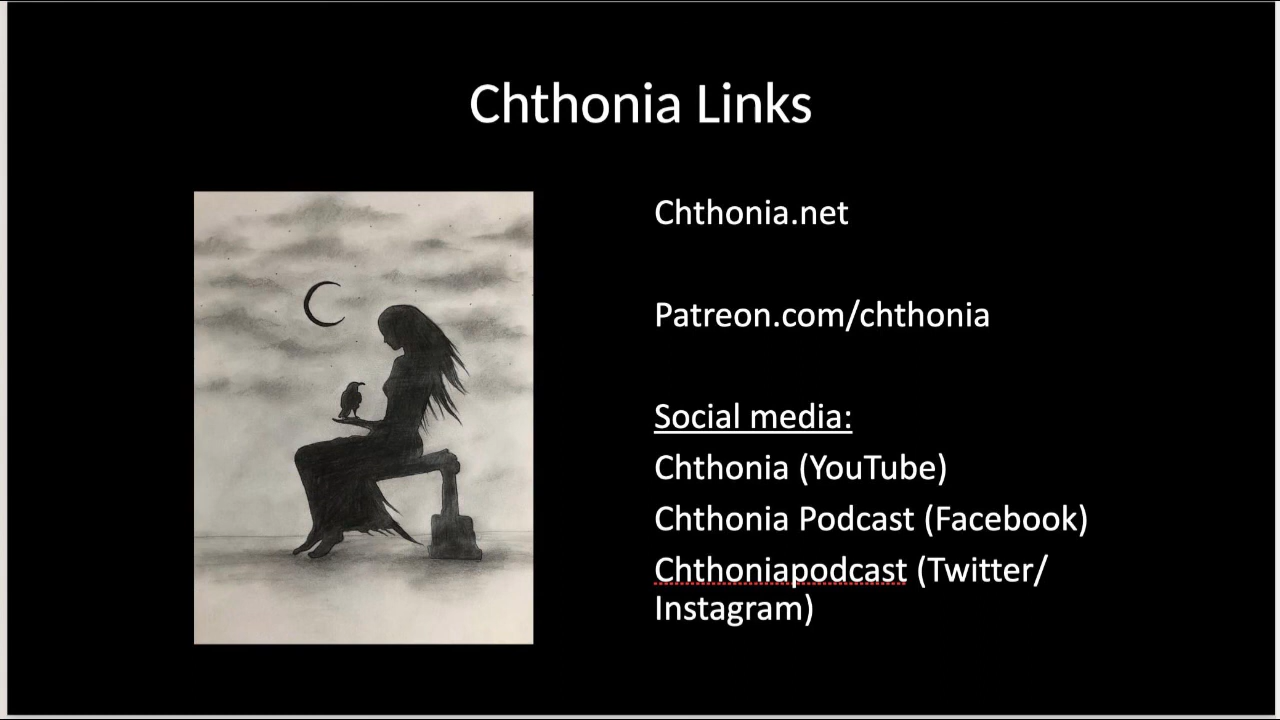 Chthonia Links
Chthonia.net
Patreon.com/chthonia
Social media:
Chthonia (YouTube)
Chthonia Podcast (Facebook)
Chthoniapodcast (Twitter/
Instagram)